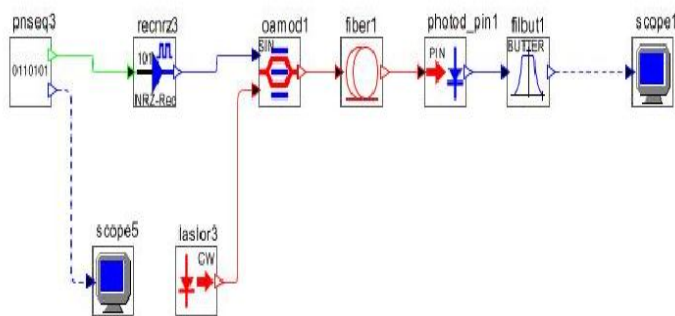 pnseq3
recnrz3
oamod1
fiber1
photod_pin1
filbut1
scope1
0110101
101
NRZ-Rec
SIN
PIN
BUTTER
scope5
laslor3
CW